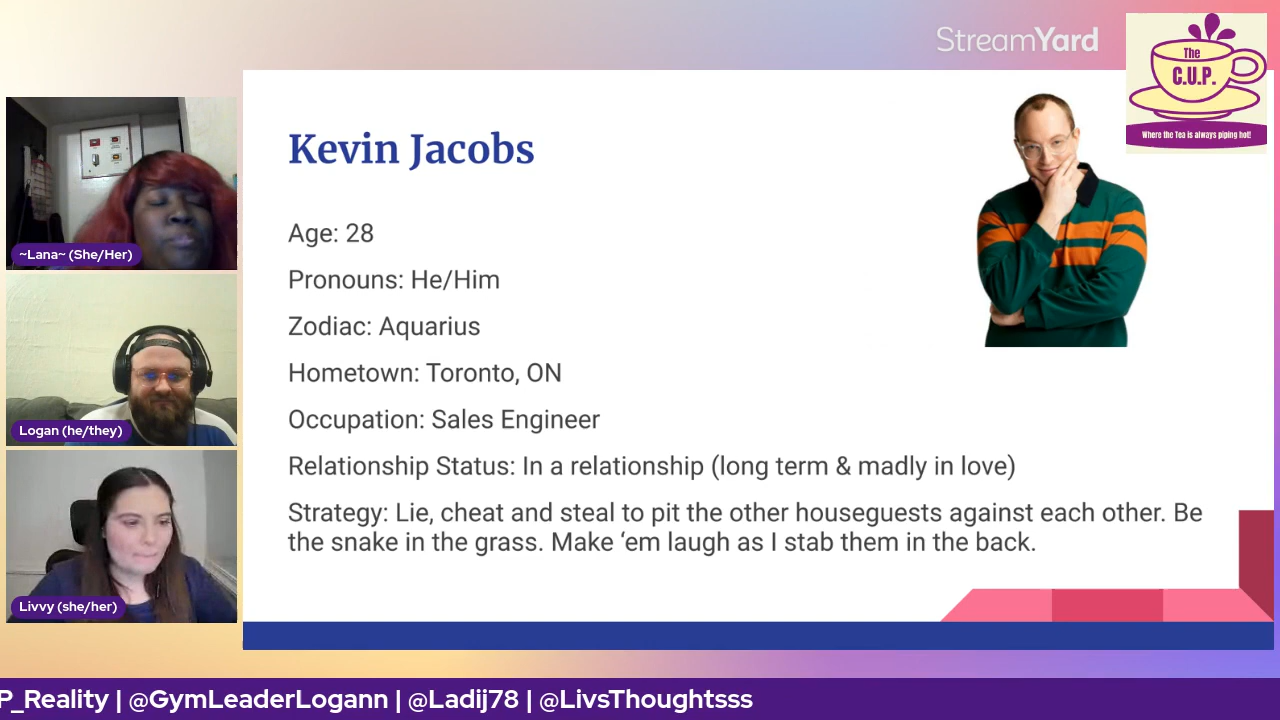 StreamYard
The
C.U.P.
Where the Tea is always piping hot!
Kevin Jacobs
Age: 28
Pronouns: He/Him
Zodiac: Aquarius
Hometown: Toronto, ON
Occupation: Sales Engineer
Relationship Status: In a relationship (long term & madly in love)
Strategy: Lie, cheat and steal to pit the other houseguests against each other. Be
the snake in the grass. Make ‘em laugh as I stab them in the back.
~Lana~ (She/Her)
Logan (he/they)
Livvy (she/her)
P_Reality | @GymLeaderLogann | @Ladij78 | @LivsThoughtsss